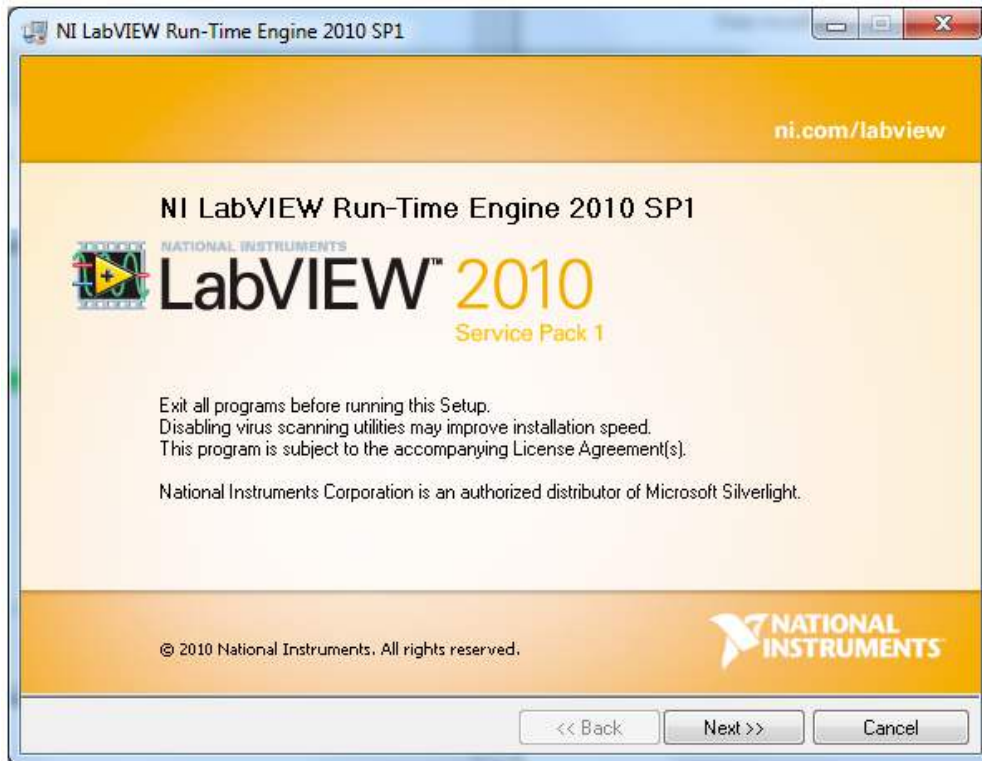 NI LabVIEW Run-Time Engine 2010 SP1
ni.com/labview
NI LabVIEW Run-Time Engine 2010 SP1
NATIONAL INSTRUMENTS
LabVIEW™ 2010
Service Pack 1
Exit all programs before running this Setup.
Disabling virus scanning utilities may improve installation speed.
This program is subject to the accompanying License Agreement(s).
National Instruments Corporation is an authorized distributor of Microsoft Silverlight.
© 2010 National Instruments. All rights reserved.
NATIONAL
INSTRUMENTS
<< Back Next >> Cancel